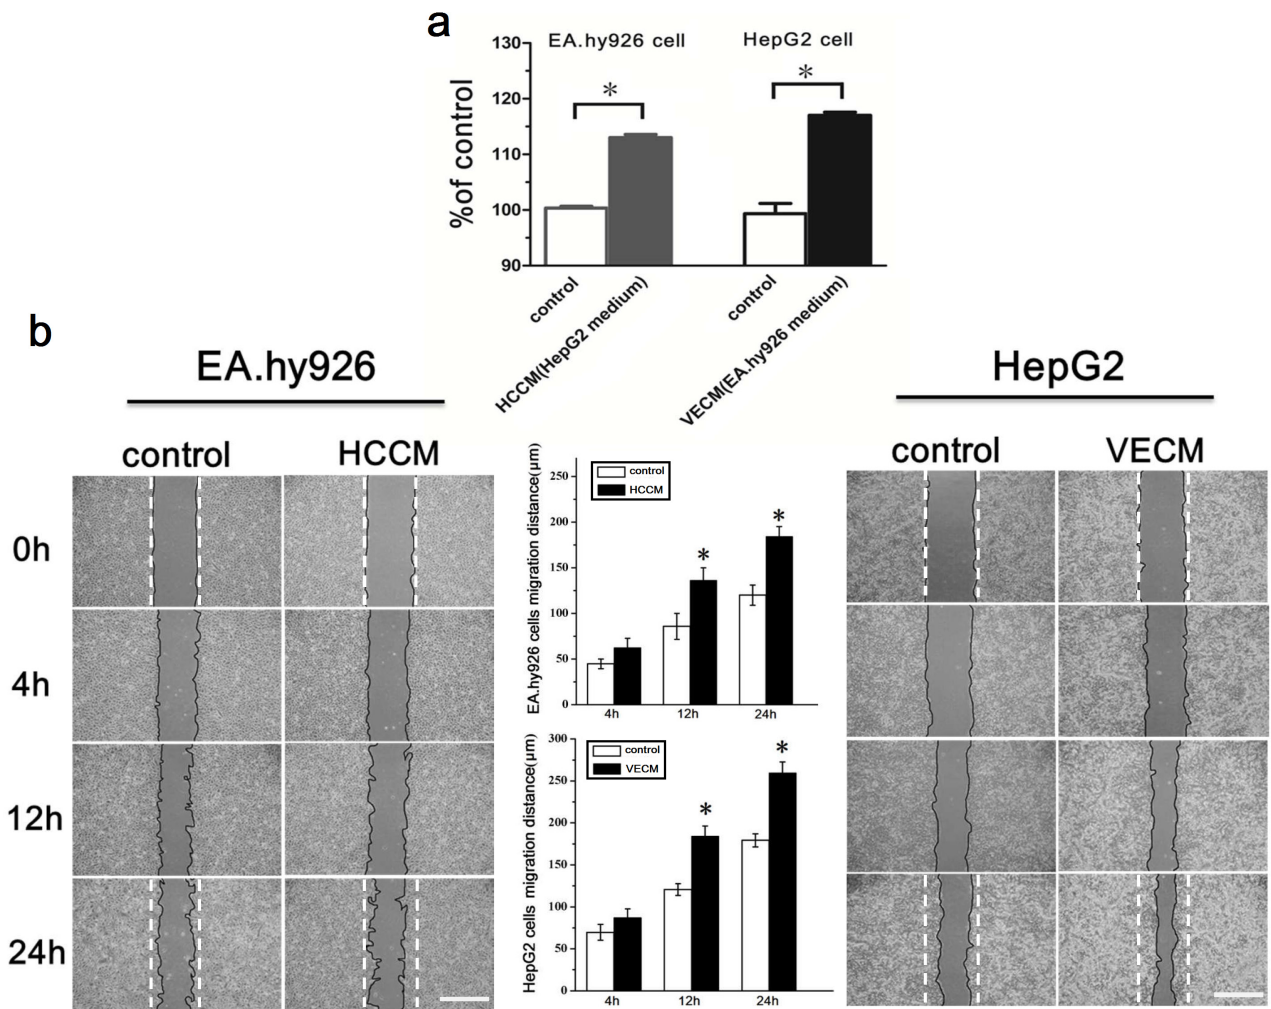 a
EA.hy926 cell
HepG2 cell
%of control
130
120
110
100
90
*
*
control
HCCM(HepG2 medium)
control
VECM(EA.hy926 medium)
b
EA.hy926
HepG2
control
HCCM
control
VECM
0h
4h
12h
24h
EA.hy926 cells migration distance(μm)
250
200
150
100
50
0
control
HCCM
*
*
4h
12h
24h
HepG2 cells migration distance(μm)
300
250
200
150
100
50
0
control
VECM
*
*
4h
12h
24h